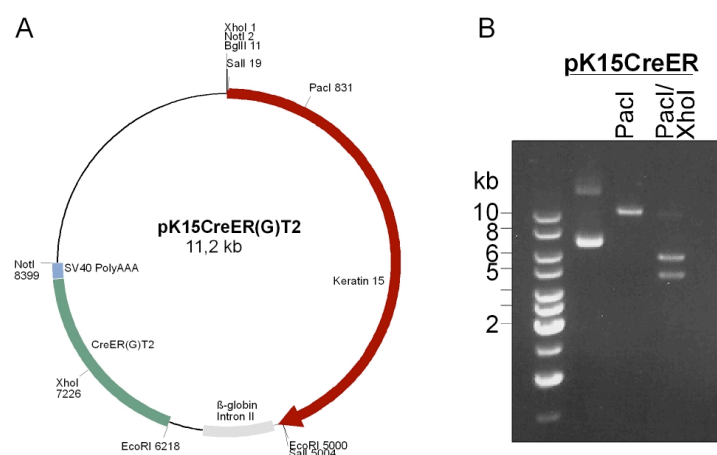 A
XhoI 1
NotI 2
BglII 11
SalI 19
PacI 831
pK15CreER(G)T2
11,2 kb
Keratin 15
NotI
8399
SV40 PolyAAA
CreER(G)T2
XhoI
7226
EcoRI 6218
ß-globin
Intron II
EcoRI 5000
SalI 5004
B
pK15CreER
PacI
PacI/
XhoI
kb
10
8
6
5
2